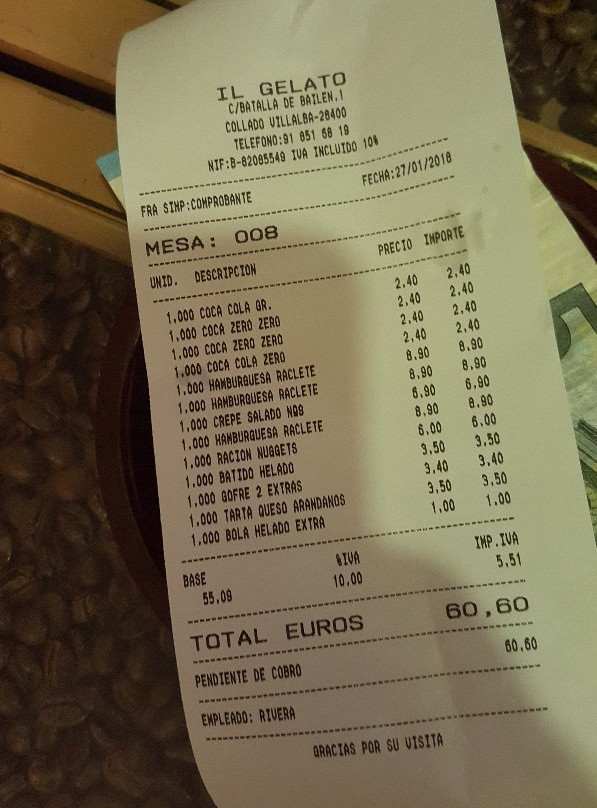 IL GELATO
C/BATALLA DE BAILEN,1
COLLADO VILLALBA-28400
TELEFONO:91 851 68 19
NIF:B-82085549 IVA INCLUIDO 10%
FRA SIMP:COMPROBANTE FECHA:27/01/2018
MESA: 008
UNID. DESCRIPCION PRECIO IMPORTE
1.000 COCA COLA GR. 2.40 2.40
1.000 COCA ZERO ZERO 2.40 2.40
1.000 COCA ZERO ZERO 2.40 2.40
1.000 COCA COLA ZERO 2.40 2.40
1.000 HAMBURGUESA RACLETE 8.90 8.90
1.000 HAMBURGUESA RACLETE 8.90 8.90
1.000 CREPE SALADO Nº8 6.90 6.90
1.000 HAMBURGUESA RACLETE 8.90 8.90
1.000 RACION NUGGETS 6.00 6.00
1.000 BATIDO HELADO 3.50 3.50
1.000 GOFRE 2 EXTRAS 3.40 3.40
1.000 TARTA QUESO ARANDANOS 3.50 3.50
1.000 BOLA HELADO EXTRA 1.00 1.00
BASE %IVA IMP.IVA
55.09 10.00 5.51
TOTAL EUROS 60,60
PENDIENTE DE COBRO 60.60
EMPLEADO: RIVERA
GRACIAS POR SU VISITA